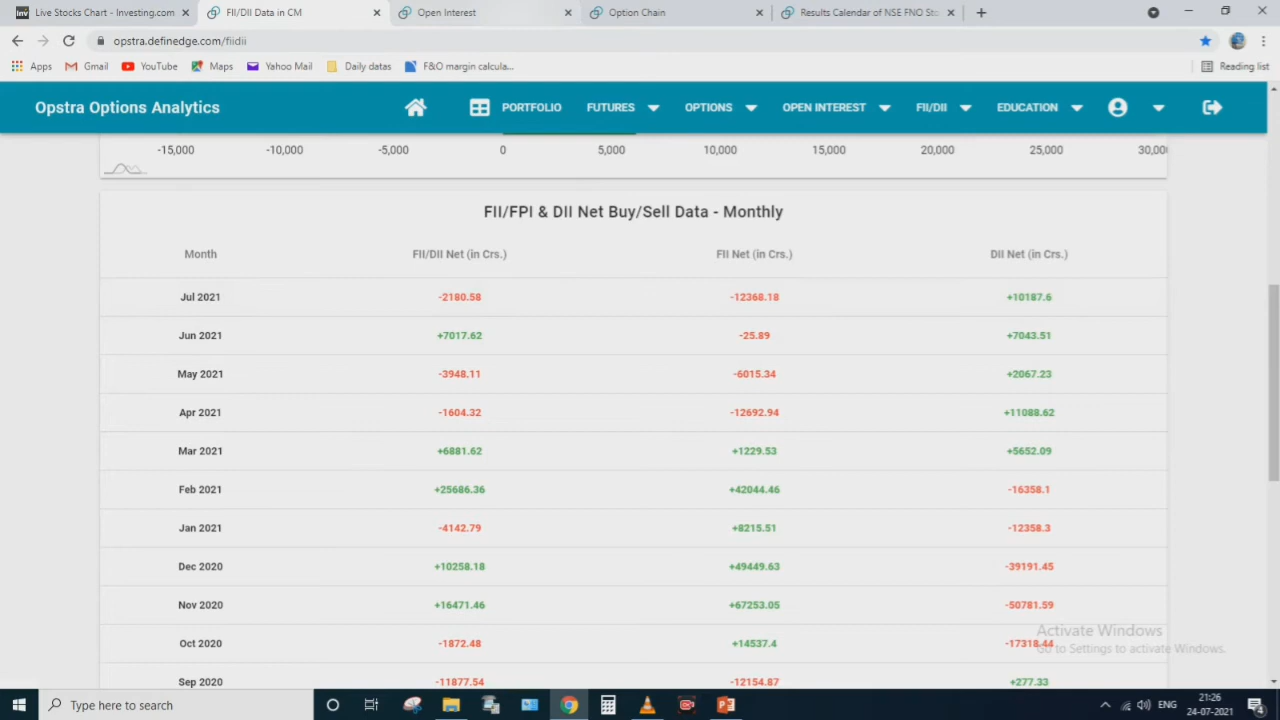 Live Stocks Chart - Investing.com
FII/DII Data in CM
Open Interest
Option Chain
Results Calendar of NSE FNO Sto
opstra.definedge.com/fiidii
Apps Gmail YouTube Maps Yahoo Mail Daily datas F&O margin calcula... Reading list
Opstra Options Analytics PORTFOLIO FUTURES OPTIONS OPEN INTEREST FII/DII EDUCATION
-15,000 -10,000 -5,000 0 5,000 10,000 15,000 20,000 25,000 30,000
FII/FPI & DII Net Buy/Sell Data - Monthly
Month FII/DII Net (in Crs.) FII Net (in Crs.) DII Net (in Crs.)
Jul 2021 -2180.58 -12368.18 +10187.6
Jun 2021 +7017.62 -25.89 +7043.51
May 2021 -3948.11 -6015.34 +2067.23
Apr 2021 -1604.32 -12692.94 +11088.62
Mar 2021 +6881.62 +1229.53 +5652.09
Feb 2021 +25686.36 +42044.46 -16358.1
Jan 2021 -4142.79 +8215.51 -12358.3
Dec 2020 +10258.18 +49449.63 -39191.45
Nov 2020 +16471.46 +67253.05 -50781.59
Oct 2020 -1872.48 +14537.4 -17318.44
Sep 2020 -11877.54 -12154.87 +277.33
Activate Windows
Go to Settings to activate Windows.
Type here to search
ENG
21:26
24-07-2021